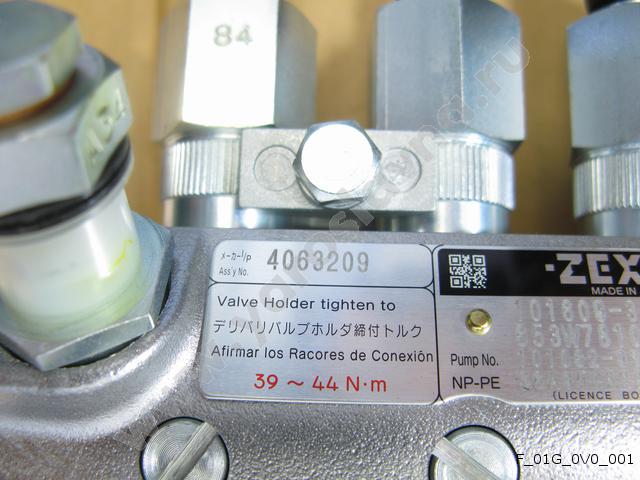 84
メーカーI/P
Ass'y No. 4063209
Valve Holder tighten to
デリバリバルブホルダ締付トルク
Afirmar los Racores de Conexión
39 ~ 44 N·m
ZEX
MADE IN
Pump No.
NP-PE
(LICENCE BO
F_01G_0V0_001